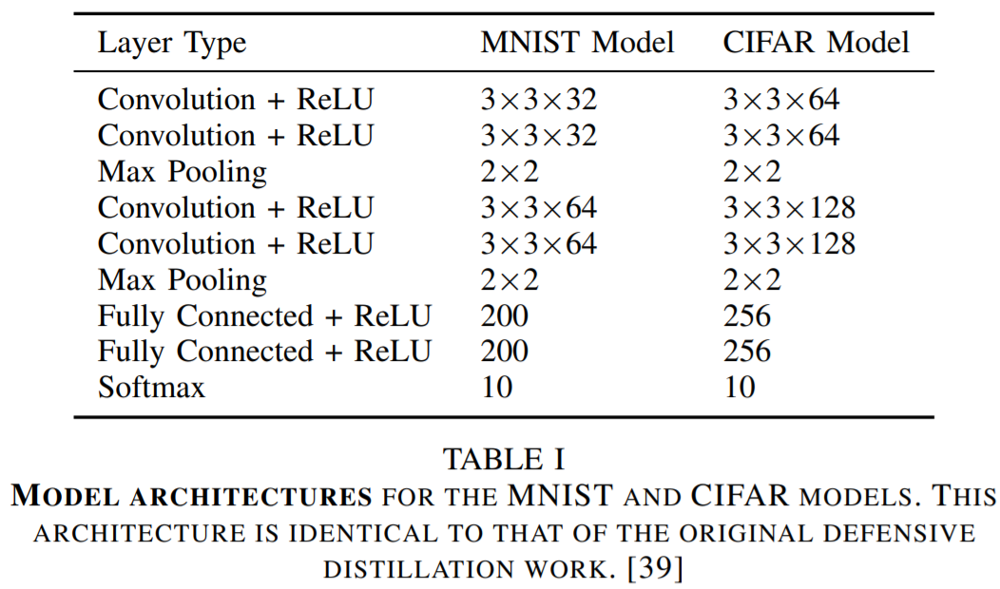 Layer Type MNIST Model CIFAR Model
Convolution + ReLU 3×3×32 3×3×64
Convolution + ReLU 3×3×32 3×3×64
Max Pooling 2×2 2×2
Convolution + ReLU 3×3×64 3×3×128
Convolution + ReLU 3×3×64 3×3×128
Max Pooling 2×2 2×2
Fully Connected + ReLU 200 256
Fully Connected + ReLU 200 256
Softmax 10 10
TABLE I
MODEL ARCHITECTURES FOR THE MNIST AND CIFAR MODELS. THIS
ARCHITECTURE IS IDENTICAL TO THAT OF THE ORIGINAL DEFENSIVE
DISTILLATION WORK. [39]